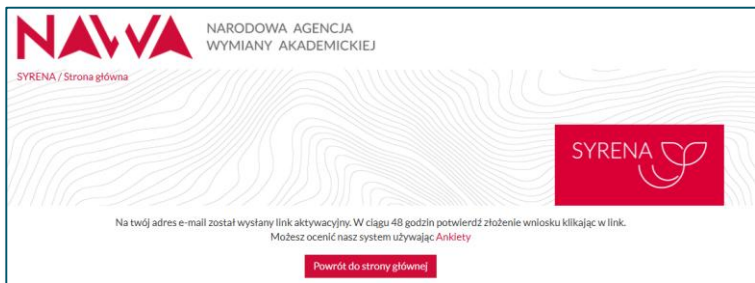 NAWA
NARODOWA AGENCJA
WYMIANY AKADEMICKIEJ
SYRENA / Strona główna
SYRENA
Na twój adres e-mail został wysłany link aktywacyjny. W ciągu 48 godzin potwierdź złożenie wniosku klikając w link.
Możesz ocenić nasz system używając Ankiety
Powrót do strony głównej